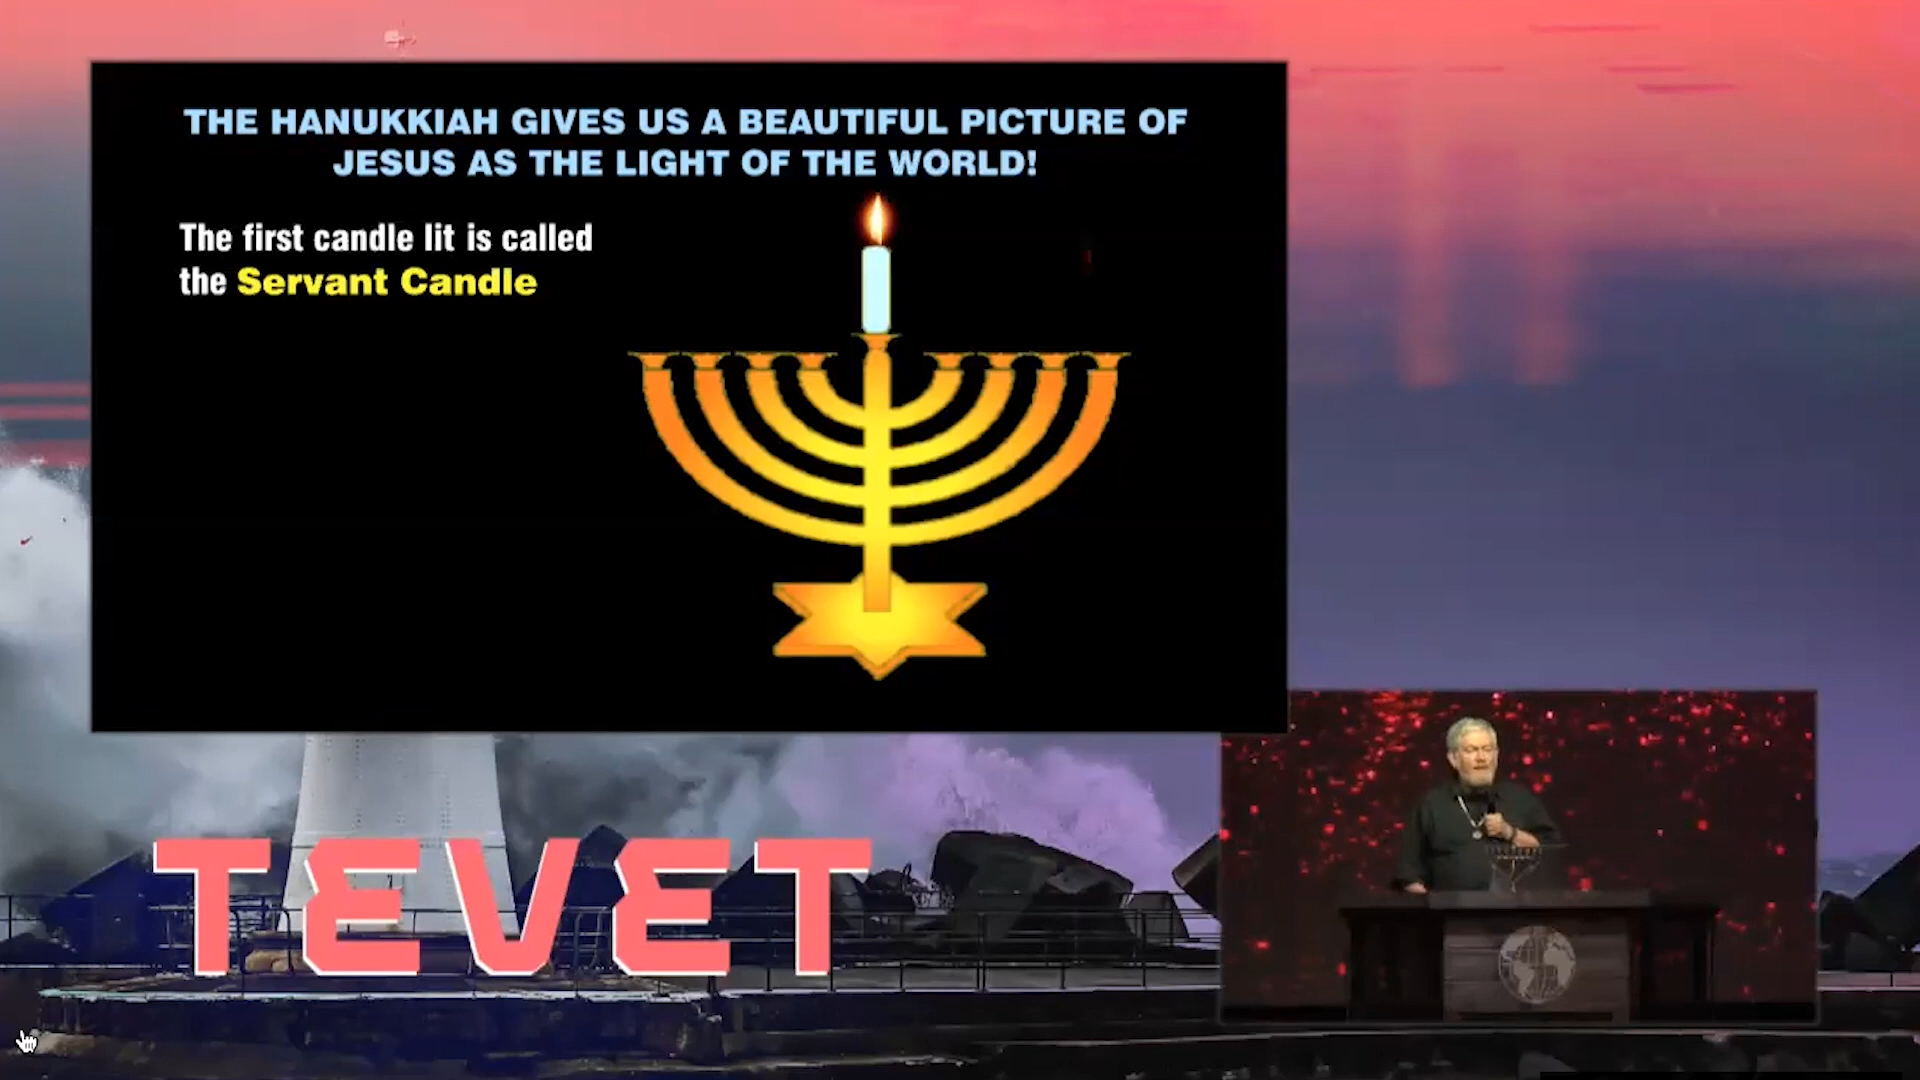 THE HANUKKIAH GIVES US A BEAUTIFUL PICTURE OF
JESUS AS THE LIGHT OF THE WORLD!
The first candle lit is called
the Servant Candle
TEVET